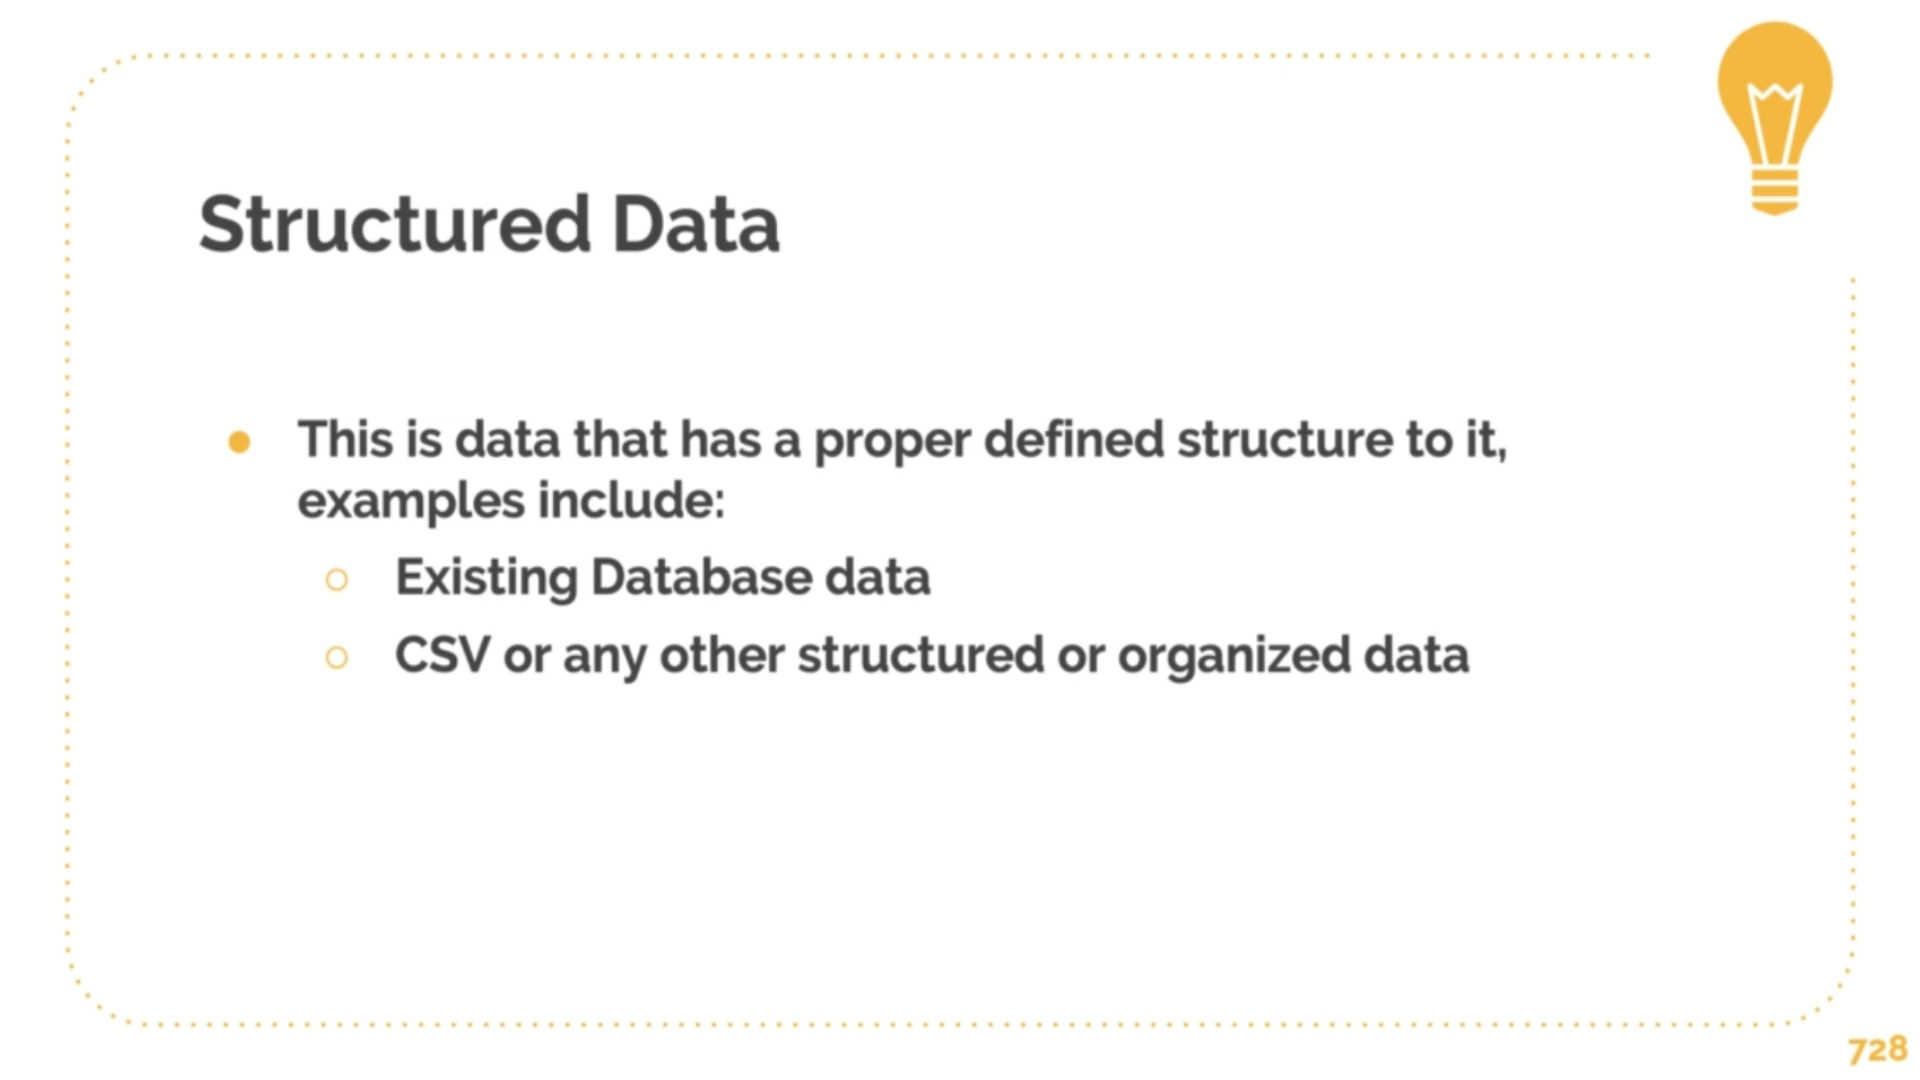 Structured Data
This is data that has a proper defined structure to it,
examples include:
Existing Database data
CSV or any other structured or organized data
728